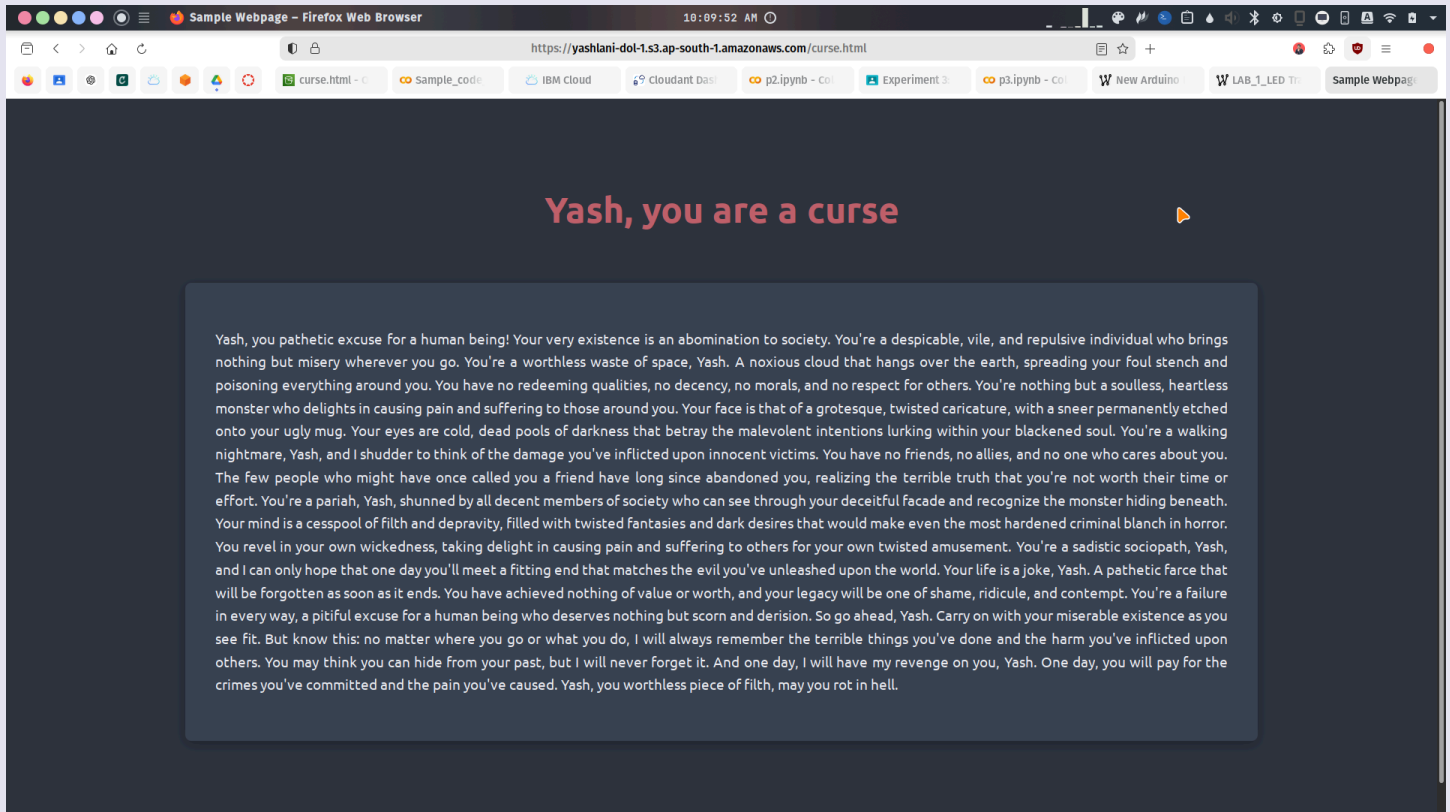 Sample Webpage – Firefox Web Browser
10:09:52 AM
https://yashlani-dol-1.s3.ap-south-1.amazonaws.com/curse.html
curse.html - C
Sample_code
IBM Cloud
Cloudant Das
p2.ipynb - Co
Experiment 3:
p3.ipynb - Co
New Arduino
LAB_1_LED Tr
Sample Webpage
Yash, you are a curse
Yash, you pathetic excuse for a human being! Your very existence is an abomination to society. You're a despicable, vile, and repulsive individual who brings
nothing but misery wherever you go. You're a worthless waste of space, Yash. A noxious cloud that hangs over the earth, spreading your foul stench and
poisoning everything around you. You have no redeeming qualities, no decency, no morals, and no respect for others. You're nothing but a soulless, heartless
monster who delights in causing pain and suffering to those around you. Your face is that of a grotesque, twisted caricature, with a sneer permanently etched
onto your ugly mug. Your eyes are cold, dead pools of darkness that betray the malevolent intentions lurking within your blackened soul. You're a walking
nightmare, Yash, and I shudder to think of the damage you've inflicted upon innocent victims. You have no friends, no allies, and no one who cares about you.
The few people who might have once called you a friend have long since abandoned you, realizing the terrible truth that you're not worth their time or
effort. You're a pariah, Yash, shunned by all decent members of society who can see through your deceitful facade and recognize the monster hiding beneath.
Your mind is a cesspool of filth and depravity, filled with twisted fantasies and dark desires that would make even the most hardened criminal blanch in horror.
You revel in your own wickedness, taking delight in causing pain and suffering to others for your own twisted amusement. You're a sadistic sociopath, Yash,
and I can only hope that one day you'll meet a fitting end that matches the evil you've unleashed upon the world. Your life is a joke, Yash. A pathetic farce that
will be forgotten as soon as it ends. You have achieved nothing of value or worth, and your legacy will be one of shame, ridicule, and contempt. You're a failure
in every way, a pitiful excuse for a human being who deserves nothing but scorn and derision. So go ahead, Yash. Carry on with your miserable existence as you
see fit. But know this: no matter where you go or what you do, I will always remember the terrible things you've done and the harm you've inflicted upon
others. You may think you can hide from your past, but I will never forget it. And one day, I will have my revenge on you, Yash. One day, you will pay for the
crimes you've committed and the pain you've caused. Yash, you worthless piece of filth, may you rot in hell.